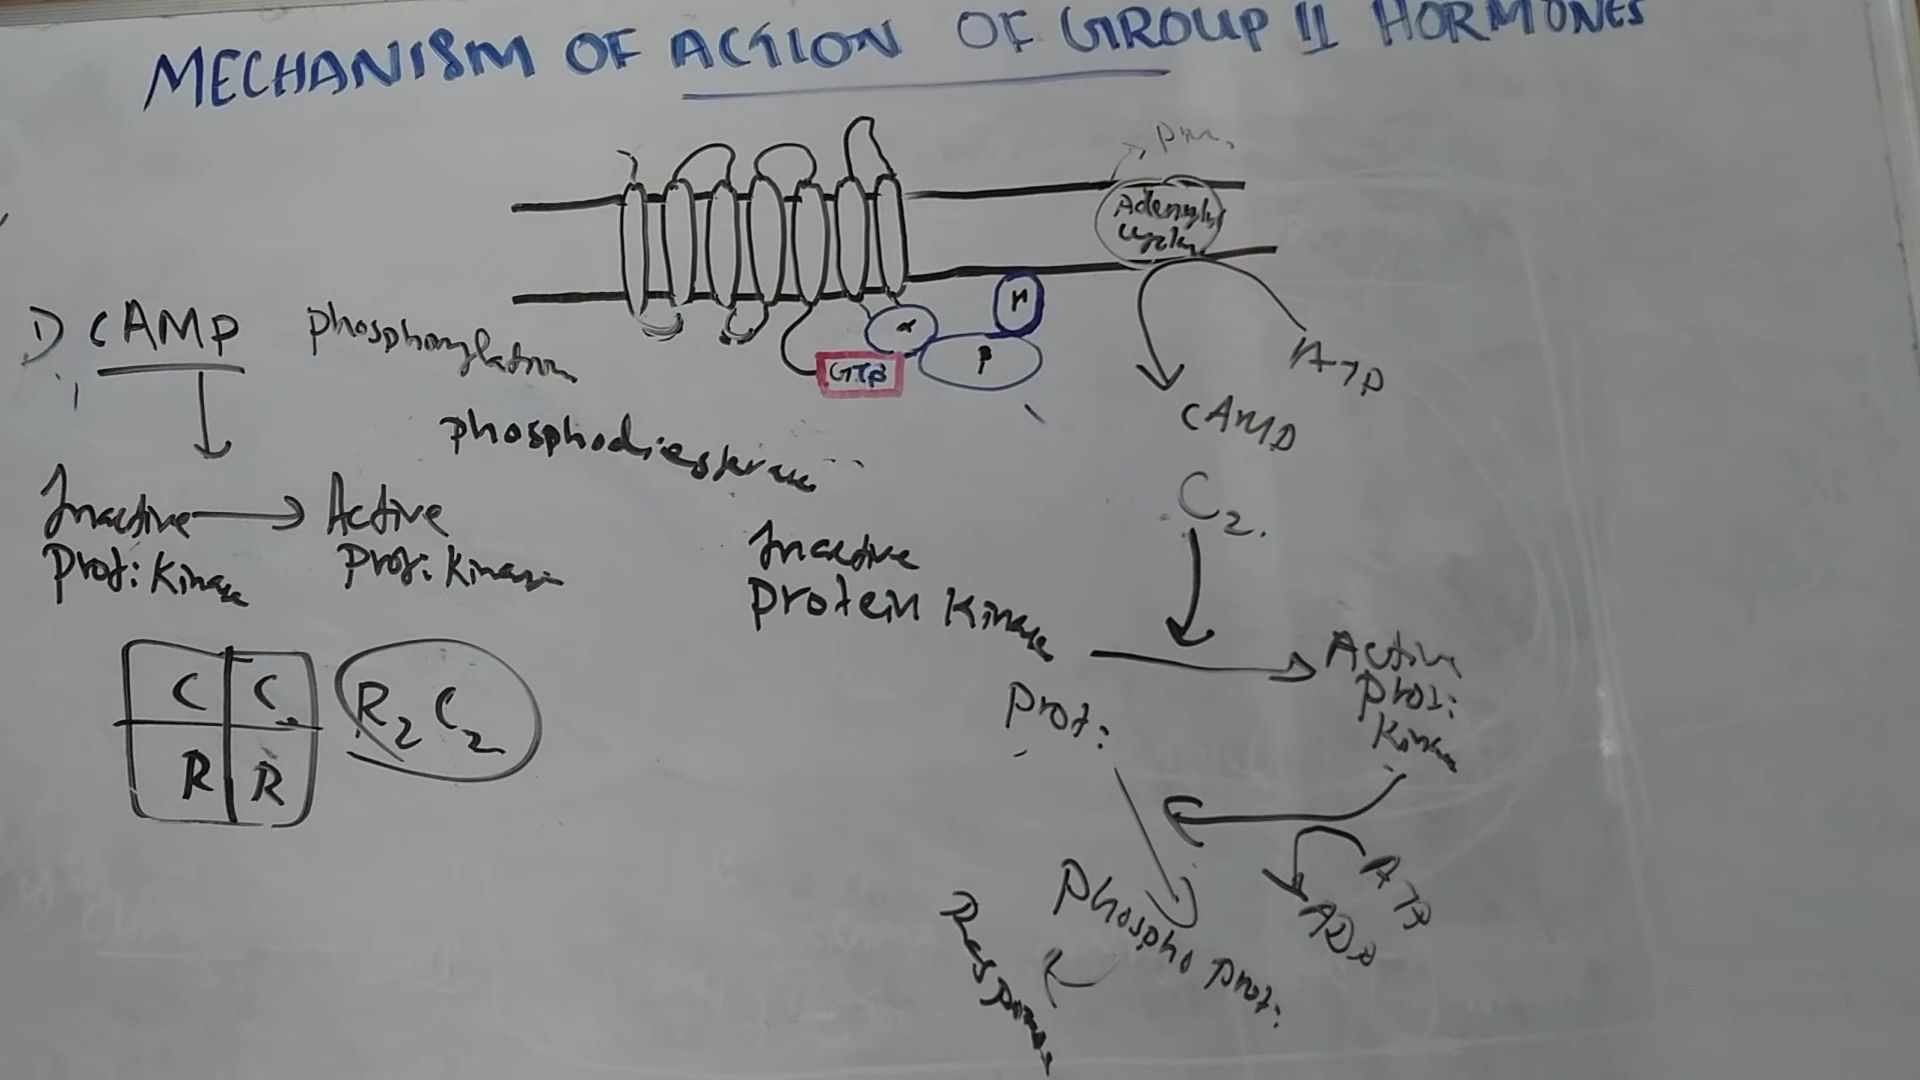 MECHANISM OF ACTION OF GROUP II HORMONES
Adenylyl
cyclase
γ
α
β
GTP
ATP
cAMP
1) cAMP
phosphorylation
phosphodiesterase
Inactive
Prot: Kinase
Active
Prot: Kinase
C C
R R
R2 C2
C2.
Inactive
Protein Kinase
Active
Prot:
Kinase
Prot:
ATP
ADP
Phospho Prot:
Response